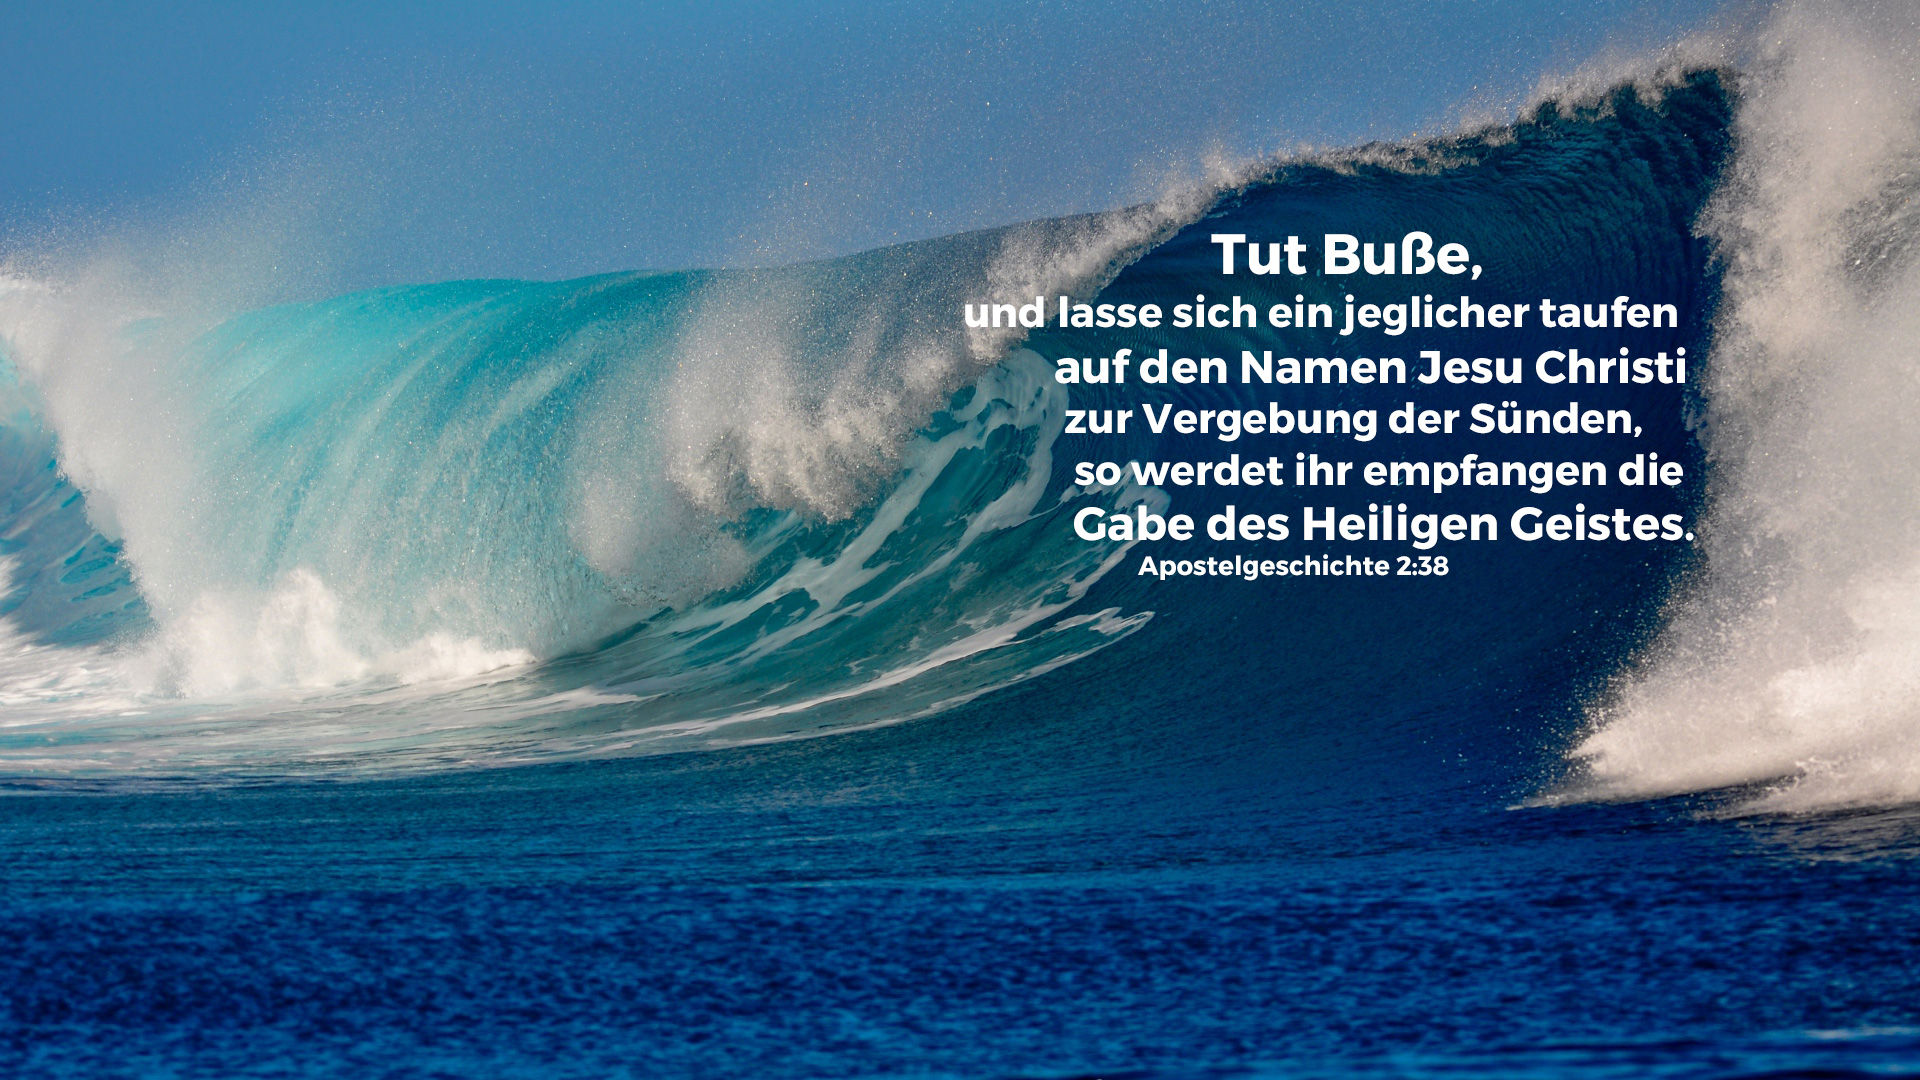 Tut Buße,
und lasse sich ein jeglicher taufen
auf den Namen Jesu Christi
zur Vergebung der Sünden,
so werdet ihr empfangen die
Gabe des Heiligen Geistes.
Apostelgeschichte 2:38